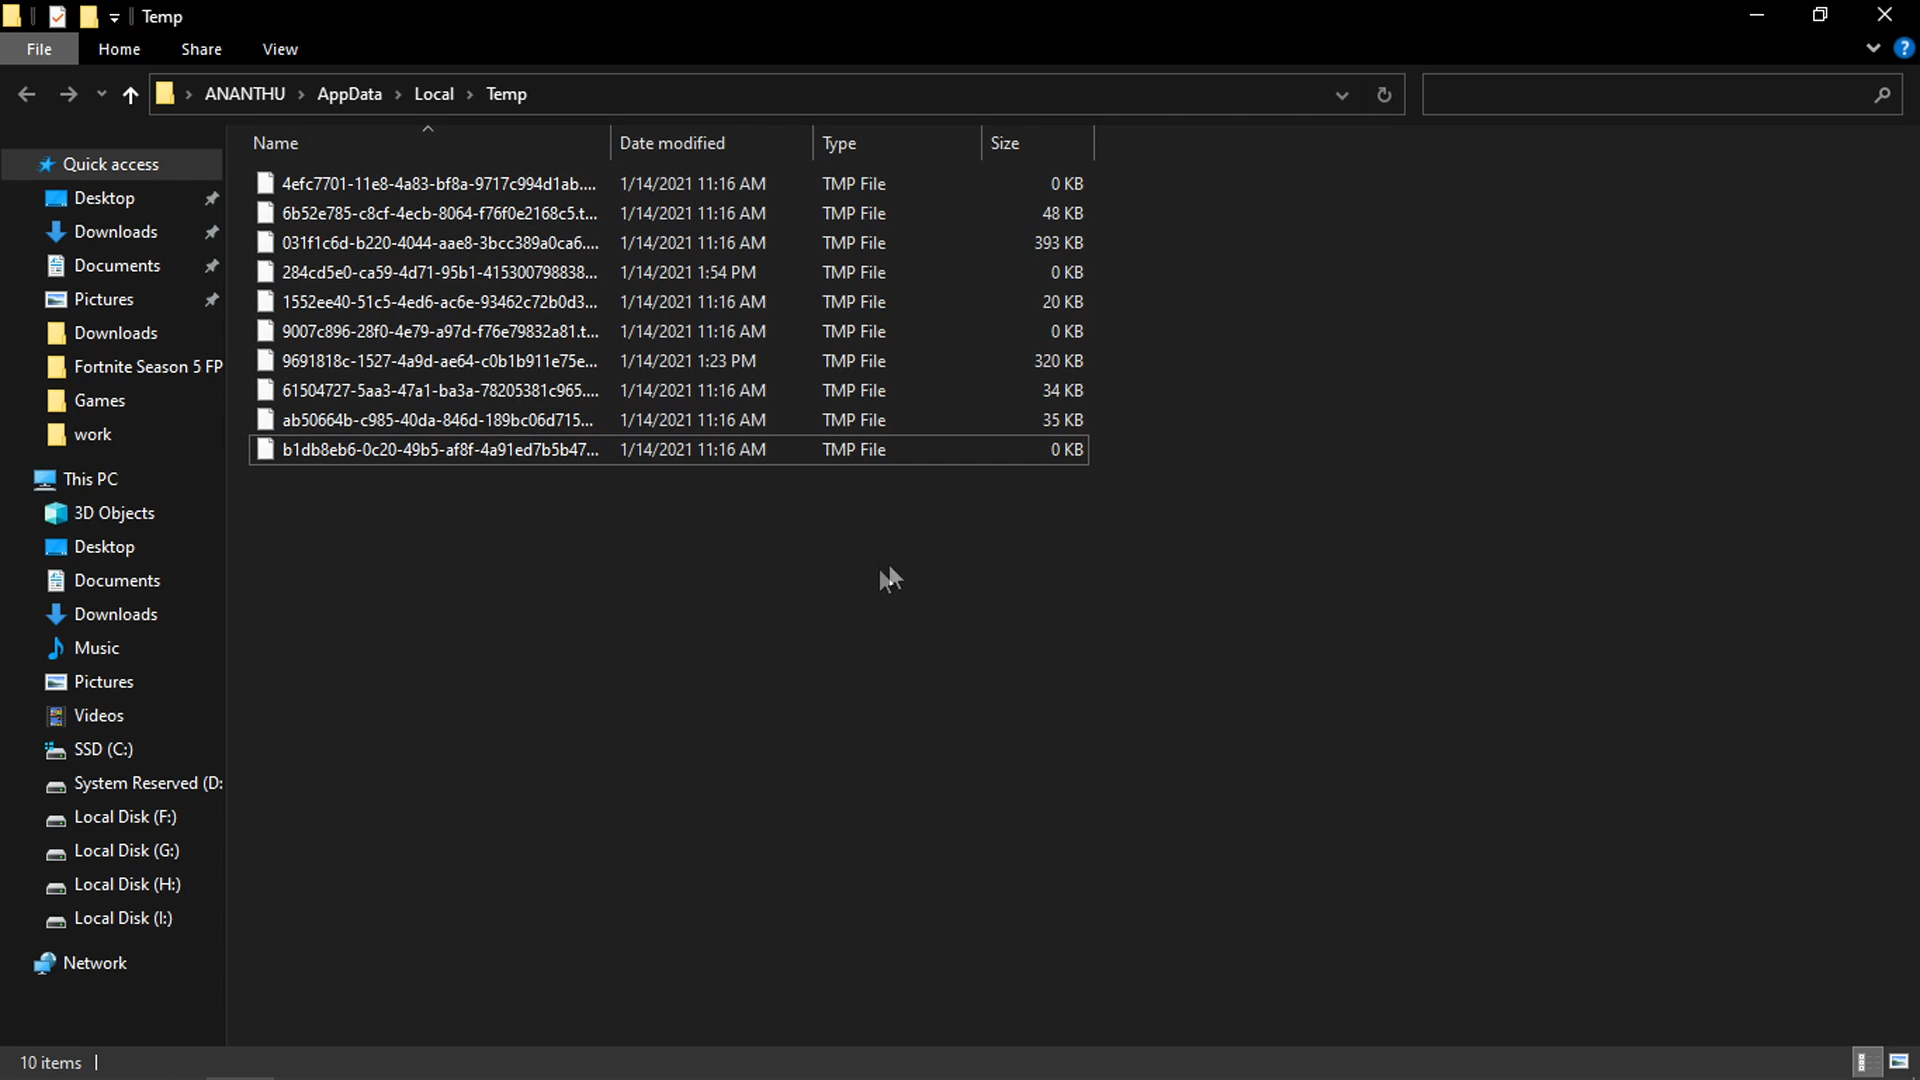 Temp
File Home Share View
ANANTHU > AppData > Local > Temp
Name Date modified Type Size
Quick access
Desktop
Downloads
Documents
Pictures
Downloads
Fortnite Season 5 FP
Games
work
This PC
3D Objects
Desktop
Documents
Downloads
Music
Pictures
Videos
SSD (C:)
System Reserved (D:
Local Disk (F:)
Local Disk (G:)
Local Disk (H:)
Local Disk (I:)
Network
4efc7701-11e8-4a83-bf8a-9717c994d1ab.... 1/14/2021 11:16 AM TMP File 0 KB
6b52e785-c8cf-4ecb-8064-f76f0e2168c5.t... 1/14/2021 11:16 AM TMP File 48 KB
031f1c6d-b220-4044-aae8-3bcc389a0ca6.... 1/14/2021 11:16 AM TMP File 393 KB
284cd5e0-ca59-4d71-95b1-415300798838... 1/14/2021 1:54 PM TMP File 0 KB
1552ee40-51c5-4ed6-ac6e-93462c72b0d3... 1/14/2021 11:16 AM TMP File 20 KB
9007c896-28f0-4e79-a97d-f76e79832a81.t... 1/14/2021 11:16 AM TMP File 0 KB
9691818c-1527-4a9d-ae64-c0b1b911e75e... 1/14/2021 1:23 PM TMP File 320 KB
61504727-5aa3-47a1-ba3a-78205381c965.... 1/14/2021 11:16 AM TMP File 34 KB
ab50664b-c985-40da-846d-189bc06d715... 1/14/2021 11:16 AM TMP File 35 KB
b1db8eb6-0c20-49b5-af8f-4a91ed7b5b47... 1/14/2021 11:16 AM TMP File 0 KB
10 items